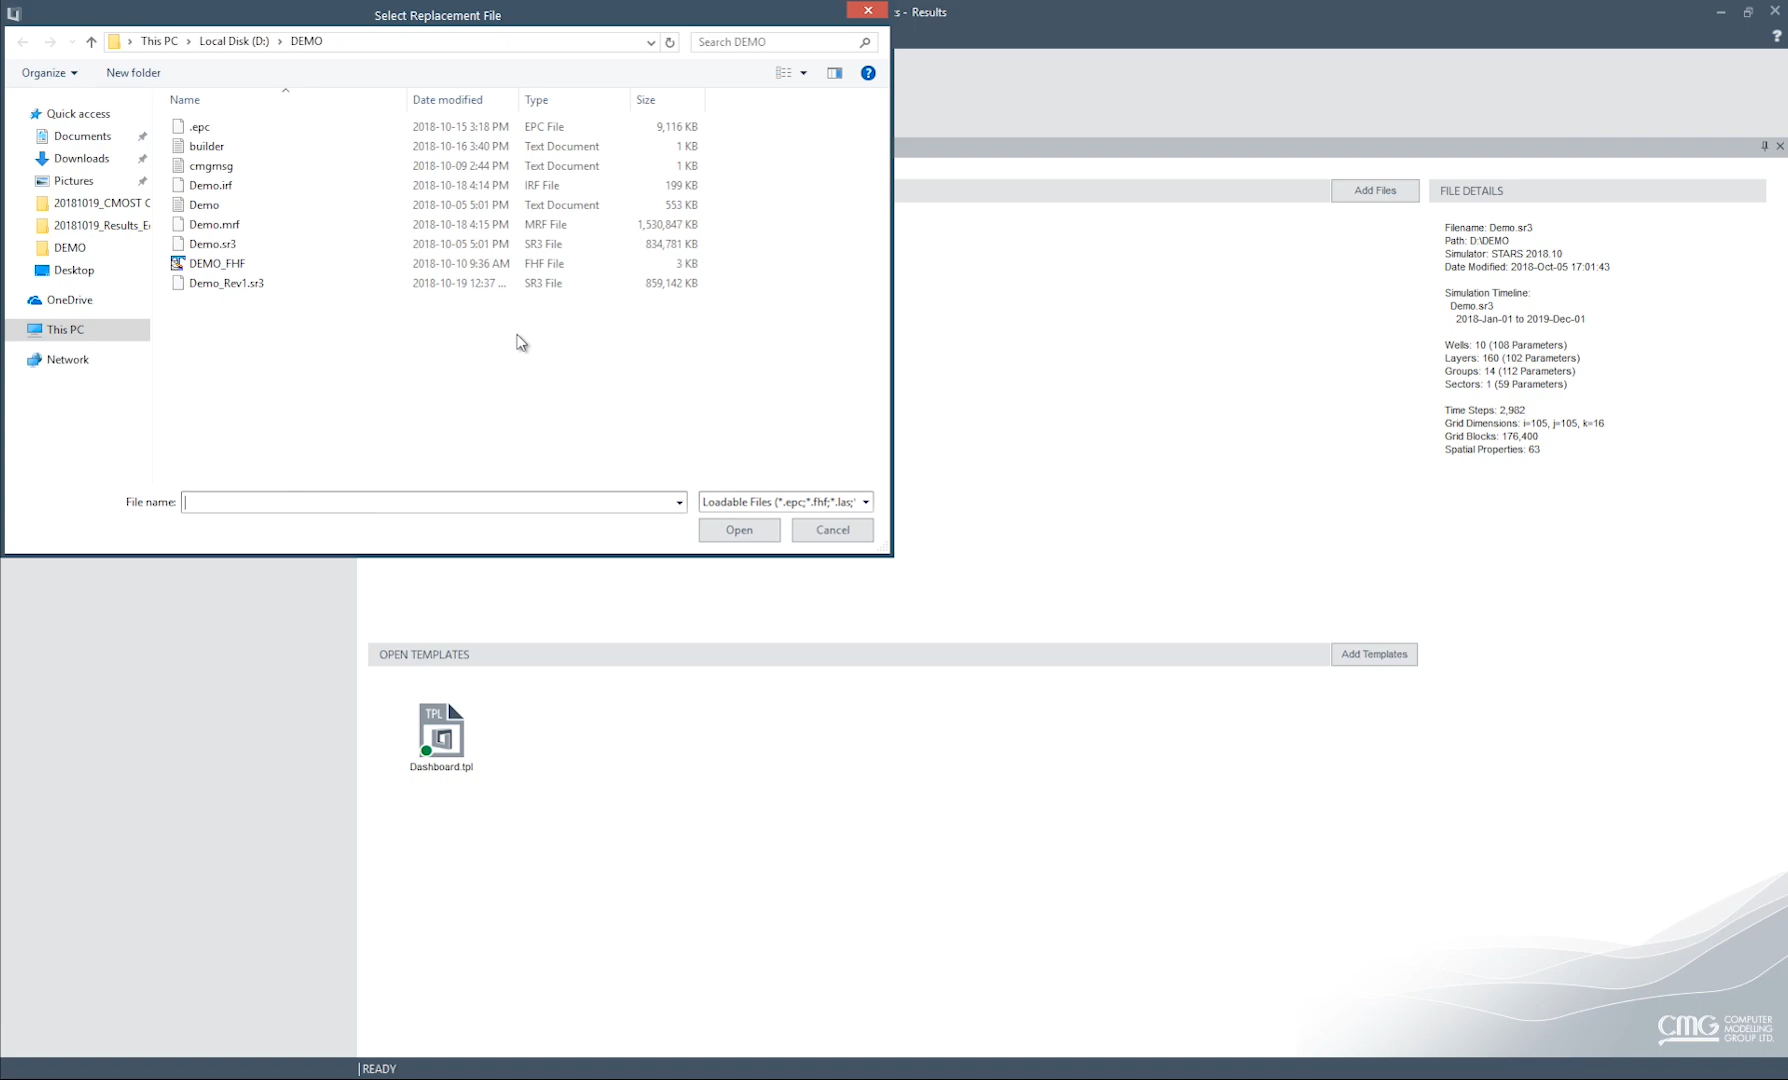 Select Replacement File
s - Results
This PC > Local Disk (D:) > DEMO
Search DEMO
Organize
New folder
Name
Date modified
Type
Size
Quick access
Documents
Downloads
Pictures
20181019_CMOST C
20181019_Results_E
DEMO
Desktop
OneDrive
This PC
Network
.epc 2018-10-15 3:18 PM EPC File 9,116 KB
builder 2018-10-16 3:40 PM Text Document 1 KB
cmgmsg 2018-10-09 2:44 PM Text Document 1 KB
Demo.irf 2018-10-18 4:14 PM IRF File 199 KB
Demo 2018-10-05 5:01 PM Text Document 553 KB
Demo.mrf 2018-10-18 4:15 PM MRF File 1,530,847 KB
Demo.sr3 2018-10-05 5:01 PM SR3 File 834,781 KB
DEMO_FHF 2018-10-10 9:36 AM FHF File 3 KB
Demo_Rev1.sr3 2018-10-19 12:37 ... SR3 File 859,142 KB
File name:
Loadable Files (*.epc;*.fhf;*.las;*
Open
Cancel
Add Files
FILE DETAILS
Filename: Demo.sr3
Path: D:\DEMO
Simulator: STARS 2018.10
Date Modified: 2018-Oct-05 17:01:43
Simulation Timeline:
Demo.sr3
2018-Jan-01 to 2019-Dec-01
Wells: 10 (108 Parameters)
Layers: 160 (102 Parameters)
Groups: 14 (112 Parameters)
Sectors: 1 (59 Parameters)
Time Steps: 2,982
Grid Dimensions: i=105, j=105, k=16
Grid Blocks: 176,400
Spatial Properties: 63
OPEN TEMPLATES
Add Templates
TPL
Dashboard.tpl
CMG COMPUTER
MODELLING
GROUP LTD.
READY